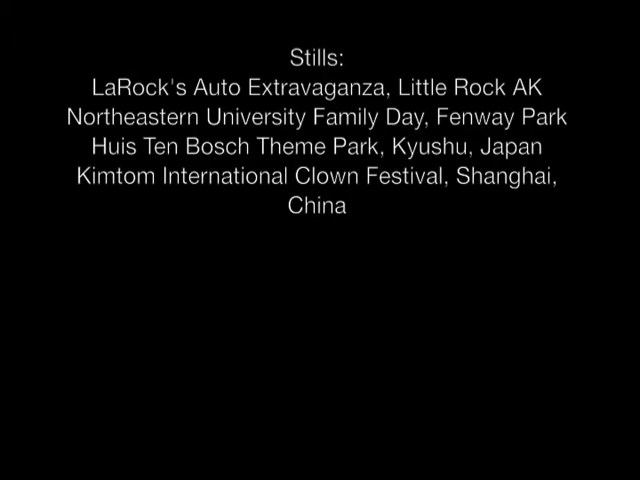 Stills:
LaRock's Auto Extravaganza, Little Rock AK
Northeastern University Family Day, Fenway Park
Huis Ten Bosch Theme Park, Kyushu, Japan
Kimtom International Clown Festival, Shanghai,
China